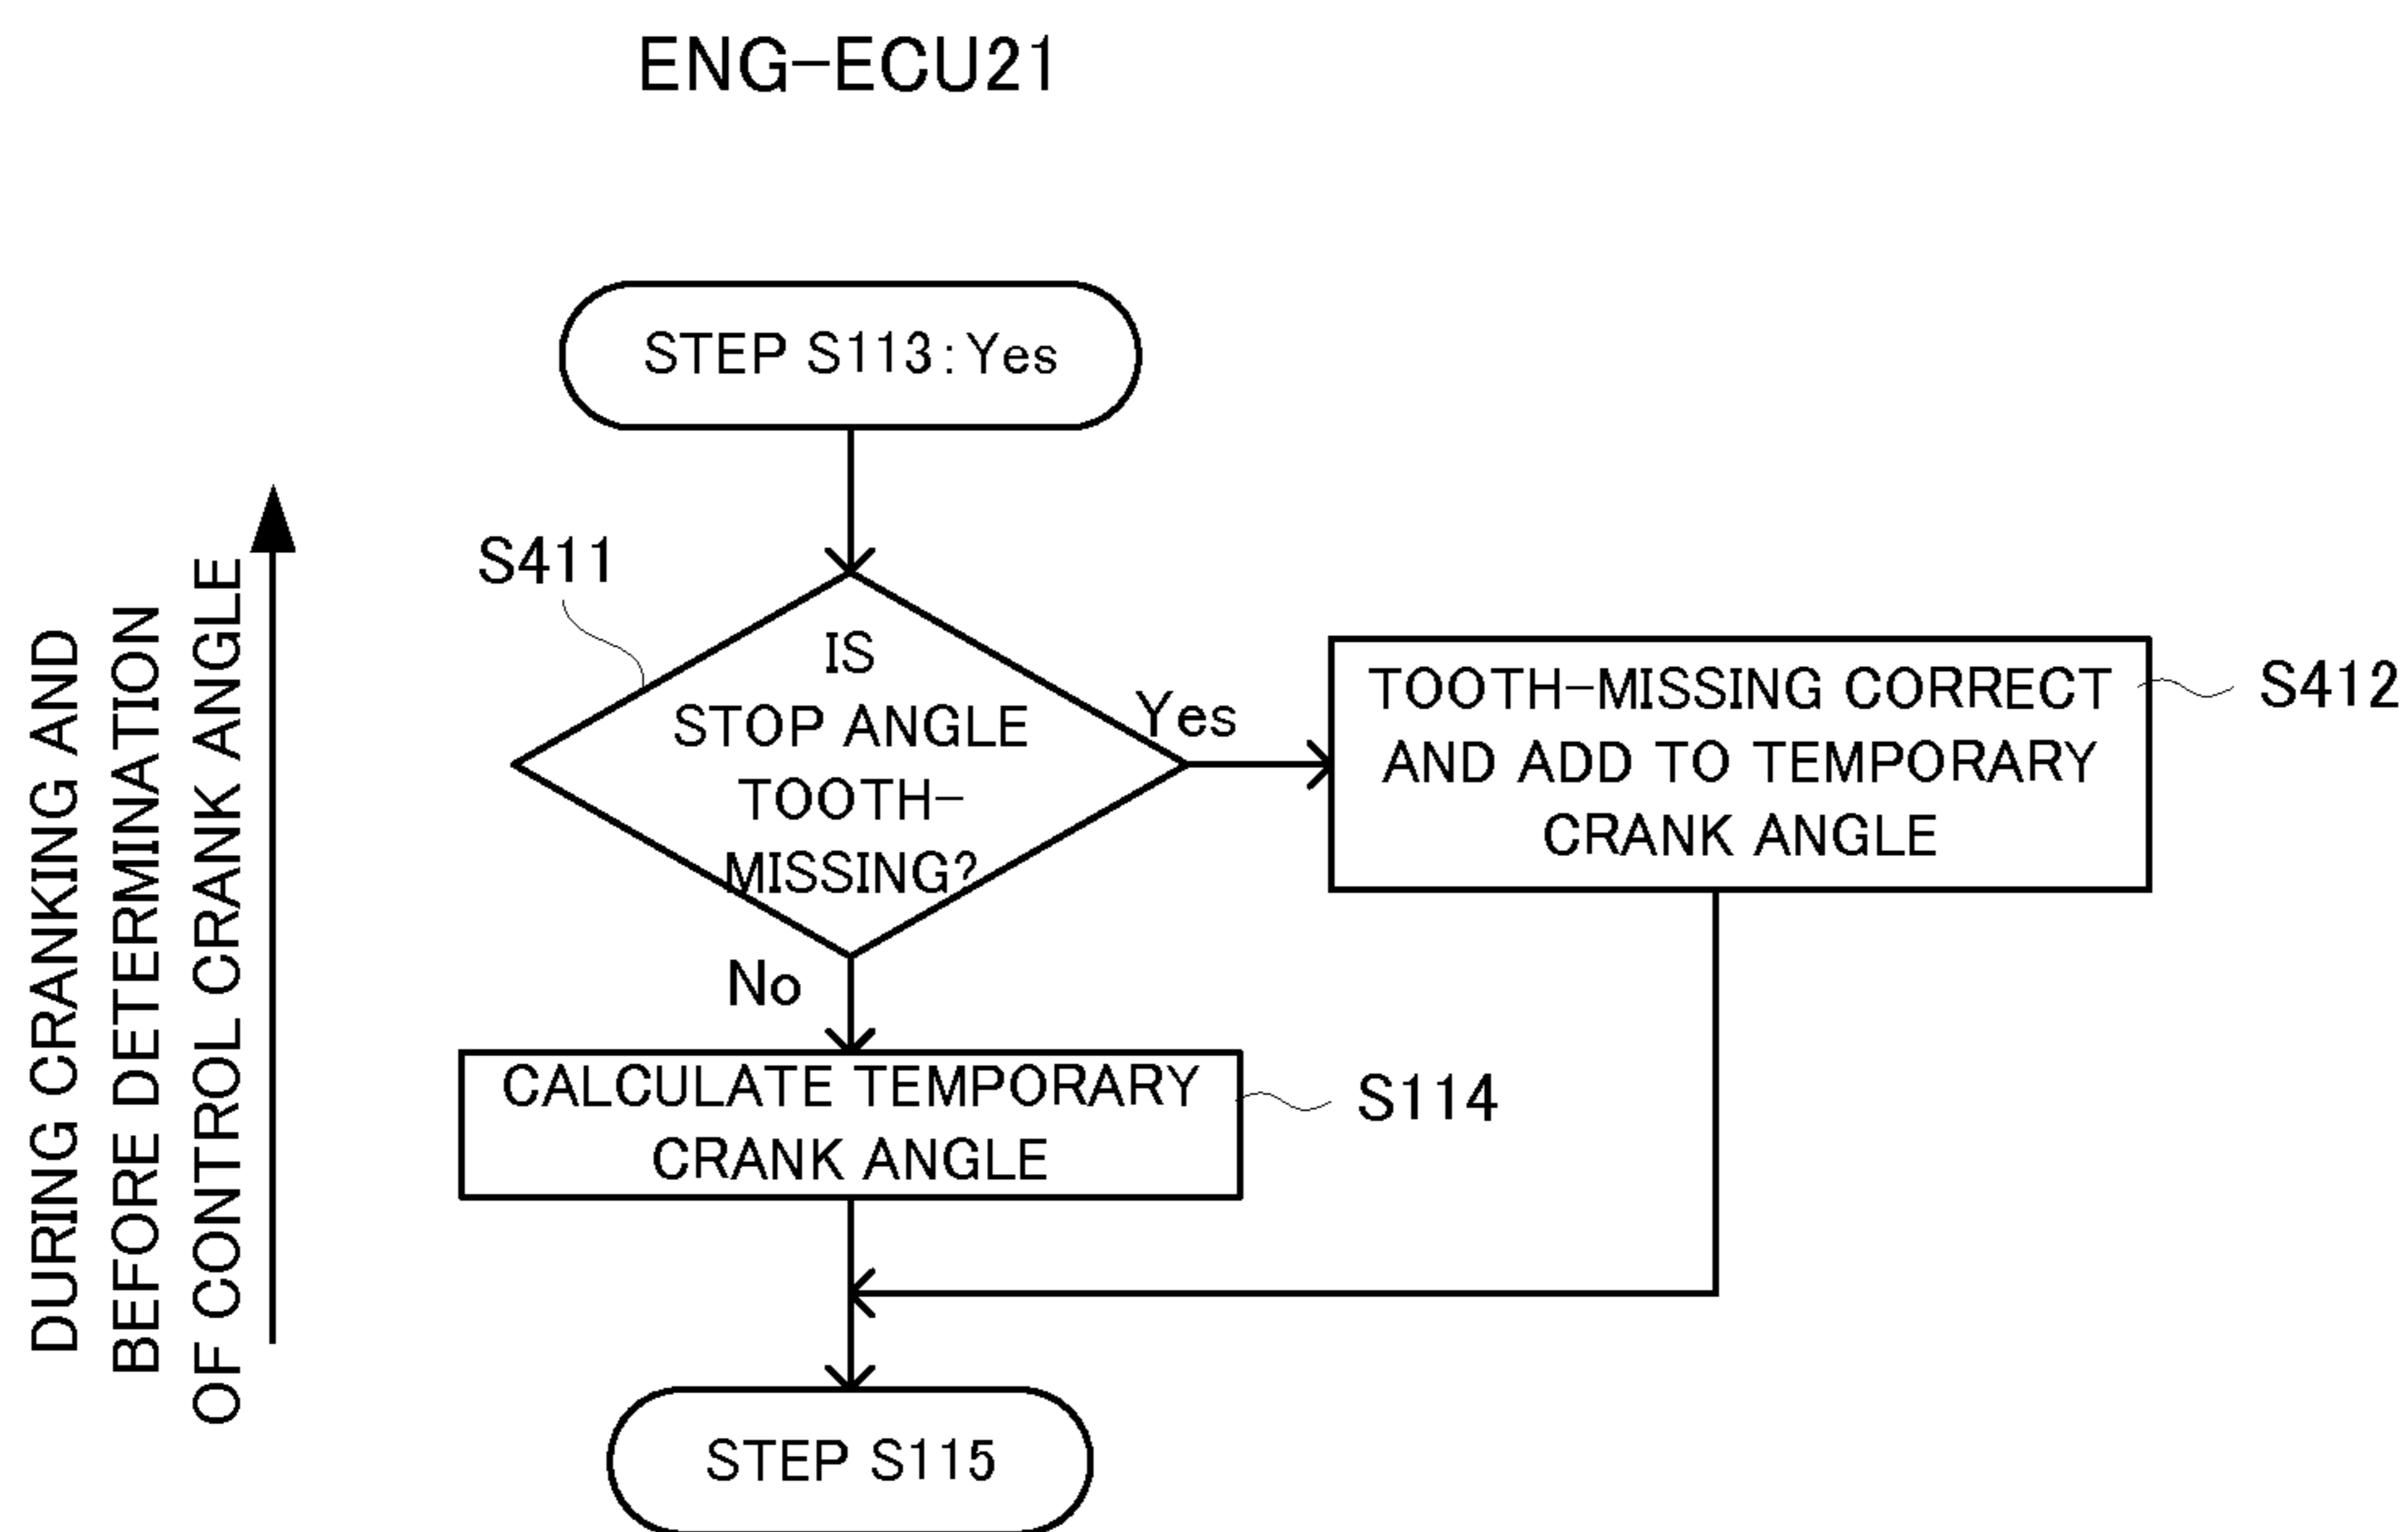 ENG-ECU21
STEP S113:Yes
S411
IS
STOP ANGLE
TOOTH-
MISSING?
Yes
TOOTH-MISSING CORRECT
AND ADD TO TEMPORARY
CRANK ANGLE
S412
No
CALCULATE TEMPORARY
CRANK ANGLE
S114
STEP S115
DURING CRANKING AND
BEFORE DETERMINATION
OF CONTROL CRANK ANGLE